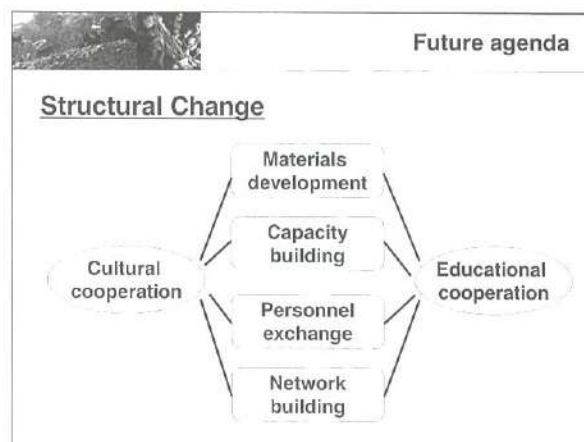 Future agenda
Structural Change
Materials
development
Capacity
building
Cultural
cooperation
Educational
cooperation
Personnel
exchange
Network
building